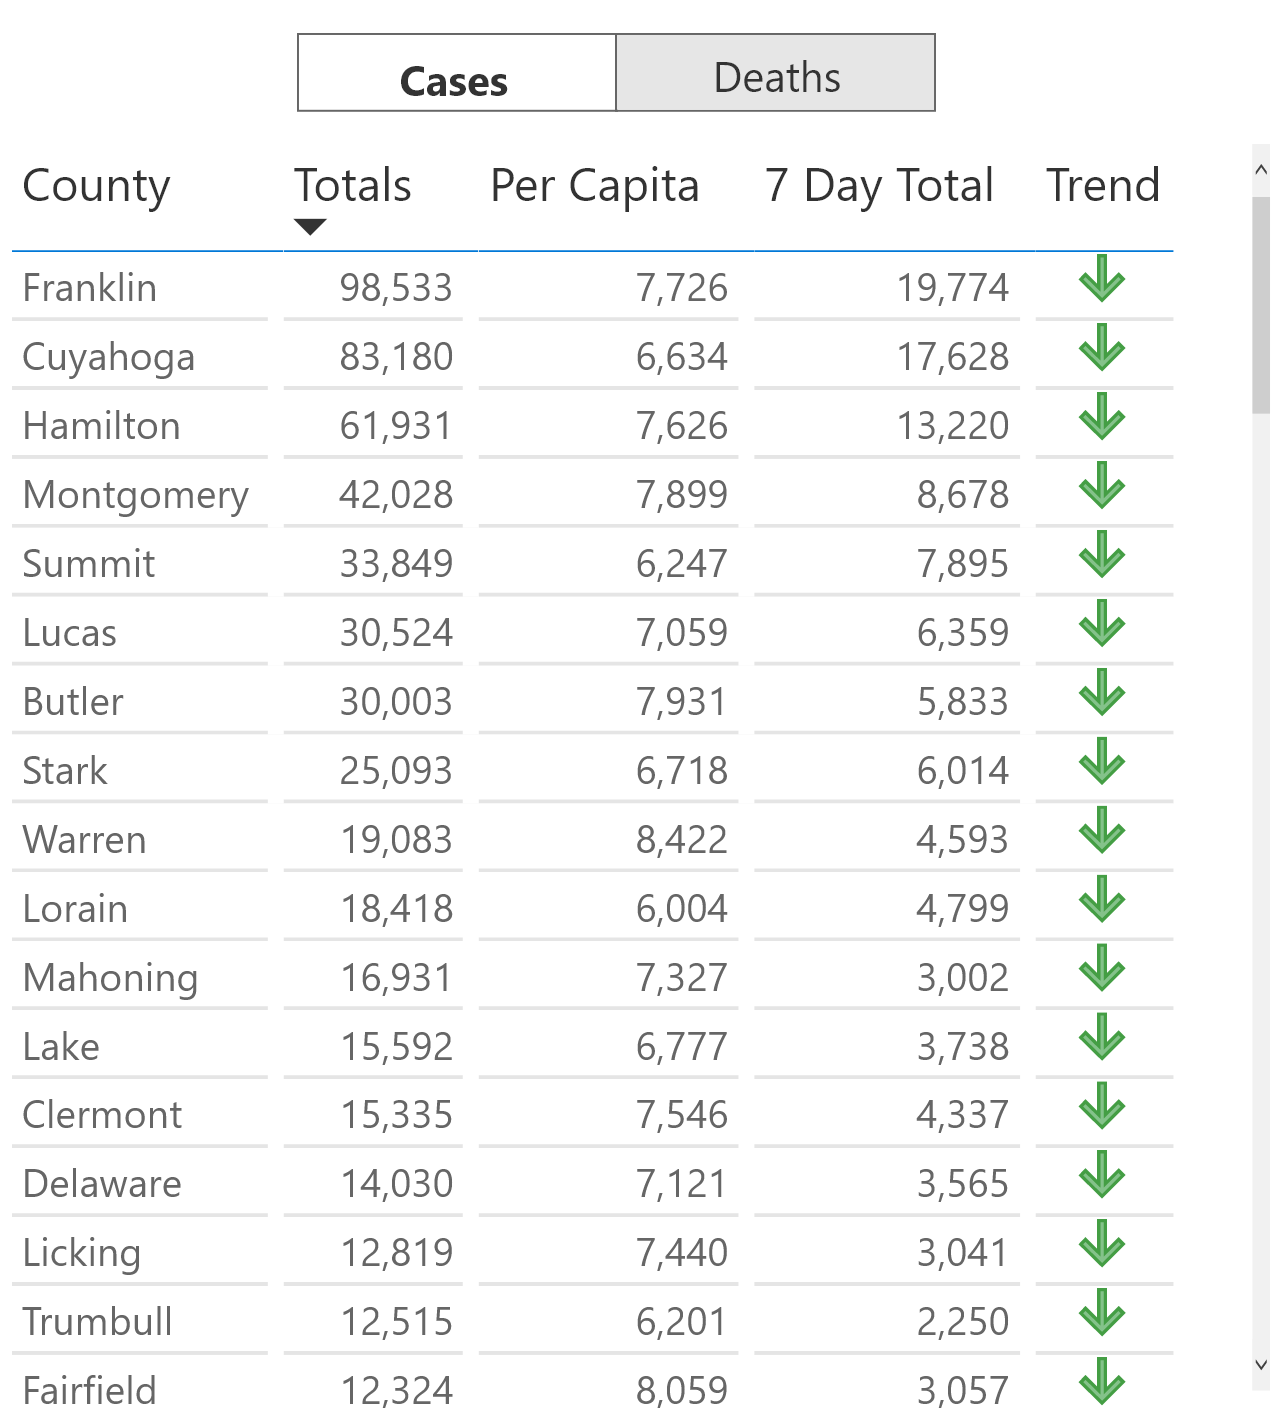 Cases Deaths
County Totals Per Capita 7 Day Total Trend
Franklin 98,533 7,726 19,774
Cuyahoga 83,180 6,634 17,628
Hamilton 61,931 7,626 13,220
Montgomery 42,028 7,899 8,678
Summit 33,849 6,247 7,895
Lucas 30,524 7,059 6,359
Butler 30,003 7,931 5,833
Stark 25,093 6,718 6,014
Warren 19,083 8,422 4,593
Lorain 18,418 6,004 4,799
Mahoning 16,931 7,327 3,002
Lake 15,592 6,777 3,738
Clermont 15,335 7,546 4,337
Delaware 14,030 7,121 3,565
Licking 12,819 7,440 3,041
Trumbull 12,515 6,201 2,250
Fairfield 12,324 8,059 3,057